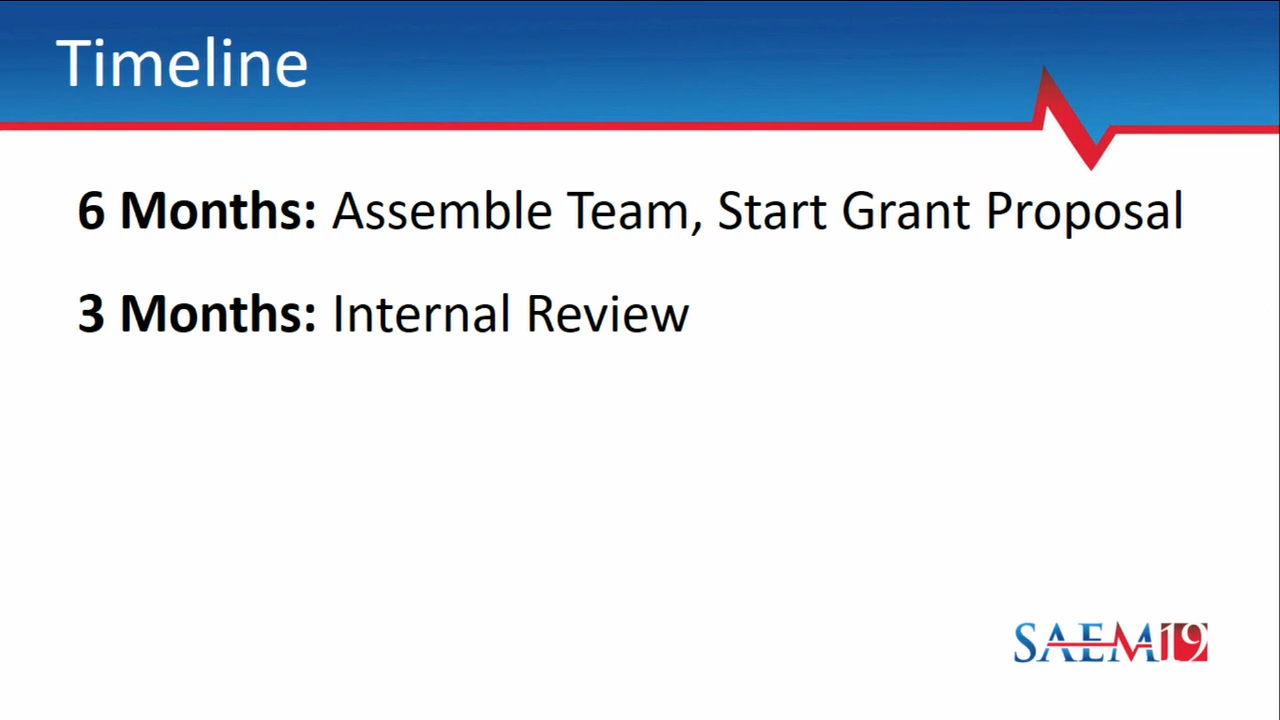 Timeline
6 Months: Assemble Team, Start Grant Proposal
3 Months: Internal Review
SAEM19